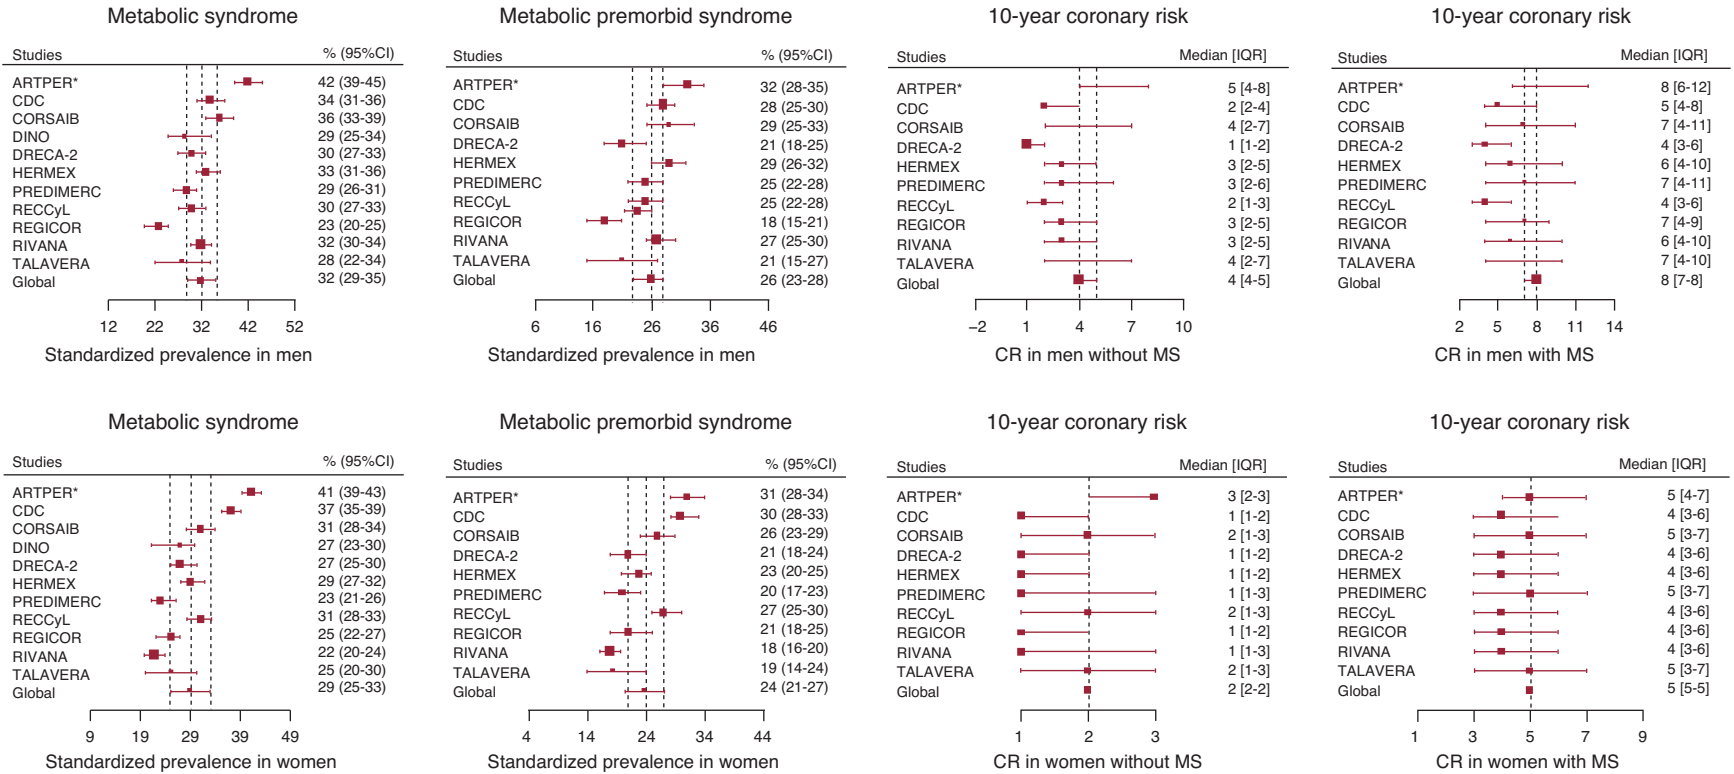 Metabolic syndrome
Studies % (95%CI)
ARTPER* 42 (39-45)
CDC 34 (31-36)
CORSAIB 36 (33-39)
DINO 29 (25-34)
DRECA-2 30 (27-33)
HERMEX 33 (31-36)
PREDIMERC 29 (26-31)
RECCyL 30 (27-33)
REGICOR 23 (20-25)
RIVANA 32 (30-34)
TALAVERA 28 (22-34)
Global 32 (29-35)
12 22 32 42 52
Standardized prevalence in men
Metabolic premorbid syndrome
Studies % (95%CI)
ARTPER* 32 (28-35)
CDC 28 (25-30)
CORSAIB 29 (25-33)
DRECA-2 21 (18-25)
HERMEX 29 (26-32)
PREDIMERC 25 (22-28)
RECCyL 25 (22-28)
REGICOR 18 (15-21)
RIVANA 27 (25-30)
TALAVERA 21 (15-27)
Global 26 (23-28)
6 16 26 36 46
Standardized prevalence in men
10-year coronary risk
Studies Median [IQR]
ARTPER* 5 [4-8]
CDC 2 [2-4]
CORSAIB 4 [2-7]
DRECA-2 1 [1-2]
HERMEX 3 [2-5]
PREDIMERC 3 [2-6]
RECCyL 2 [1-3]
REGICOR 3 [2-5]
RIVANA 3 [2-5]
TALAVERA 4 [2-7]
Global 4 [4-5]
−2 1 4 7 10
CR in men without MS
10-year coronary risk
Studies Median [IQR]
ARTPER* 8 [6-12]
CDC 5 [4-8]
CORSAIB 7 [4-11]
DRECA-2 4 [3-6]
HERMEX 6 [4-10]
PREDIMERC 7 [4-11]
RECCyL 4 [3-6]
REGICOR 7 [4-9]
RIVANA 6 [4-10]
TALAVERA 7 [4-10]
Global 8 [7-8]
2 5 8 11 14
CR in men with MS
Metabolic syndrome
Studies % (95%CI)
ARTPER* 41 (39-43)
CDC 37 (35-39)
CORSAIB 31 (28-34)
DINO 27 (23-30)
DRECA-2 27 (25-30)
HERMEX 29 (27-32)
PREDIMERC 23 (21-26)
RECCyL 31 (28-33)
REGICOR 25 (22-27)
RIVANA 22 (20-24)
TALAVERA 25 (20-30)
Global 29 (25-33)
9 19 29 39 49
Standardized prevalence in women
Metabolic premorbid syndrome
Studies % (95%CI)
ARTPER* 31 (28-34)
CDC 30 (28-33)
CORSAIB 26 (23-29)
DRECA-2 21 (18-24)
HERMEX 23 (20-25)
PREDIMERC 20 (17-23)
RECCyL 27 (25-30)
REGICOR 21 (18-25)
RIVANA 18 (16-20)
TALAVERA 19 (14-24)
Global 24 (21-27)
4 14 24 34 44
Standardized prevalence in women
10-year coronary risk
Studies Median [IQR]
ARTPER* 3 [2-3]
CDC 1 [1-2]
CORSAIB 2 [1-3]
DRECA-2 1 [1-2]
HERMEX 1 [1-2]
PREDIMERC 1 [1-3]
RECCyL 2 [1-3]
REGICOR 1 [1-2]
RIVANA 1 [1-3]
TALAVERA 2 [1-3]
Global 2 [2-2]
1 2 3
CR in women without MS
10-year coronary risk
Studies Median [IQR]
ARTPER* 5 [4-7]
CDC 4 [3-6]
CORSAIB 5 [3-7]
DRECA-2 4 [3-6]
HERMEX 4 [3-6]
PREDIMERC 5 [3-7]
RECCyL 4 [3-6]
REGICOR 4 [3-6]
RIVANA 4 [3-6]
TALAVERA 5 [3-7]
Global 5 [5-5]
1 3 5 7 9
CR in women with MS